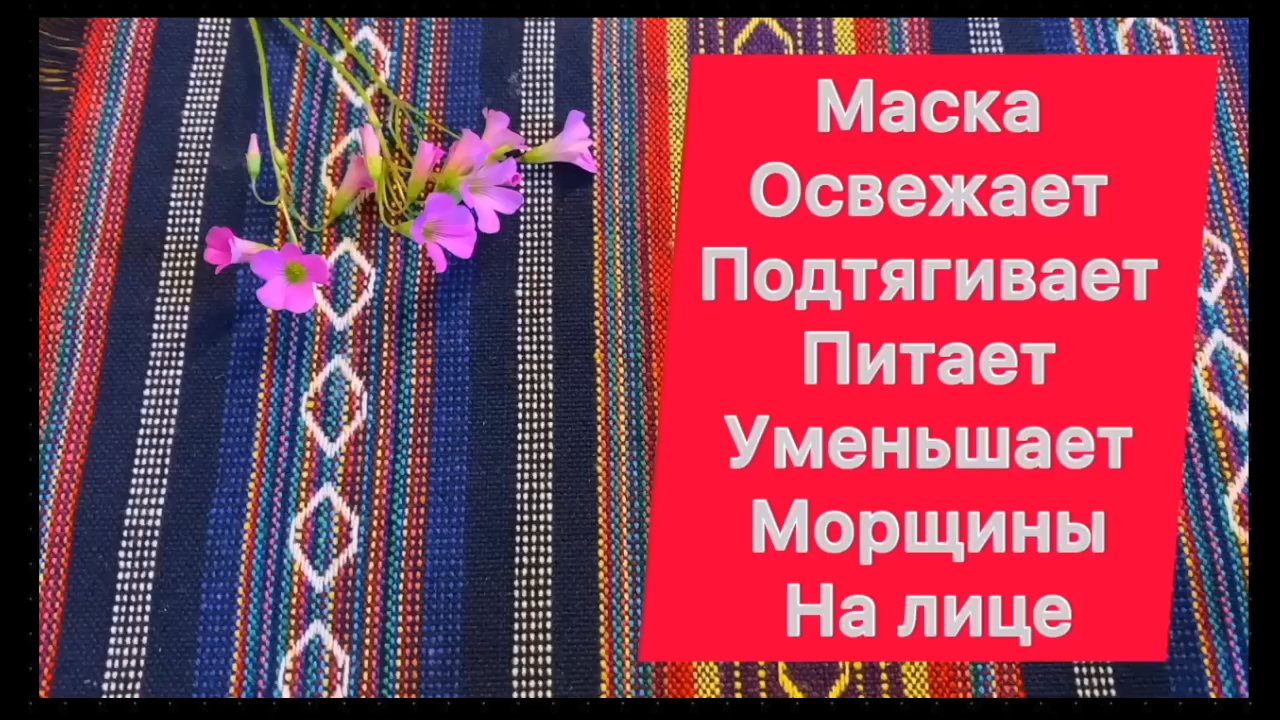 Маска
Освежает
Подтягивает
Питает
Уменьшает
Морщины
На лице